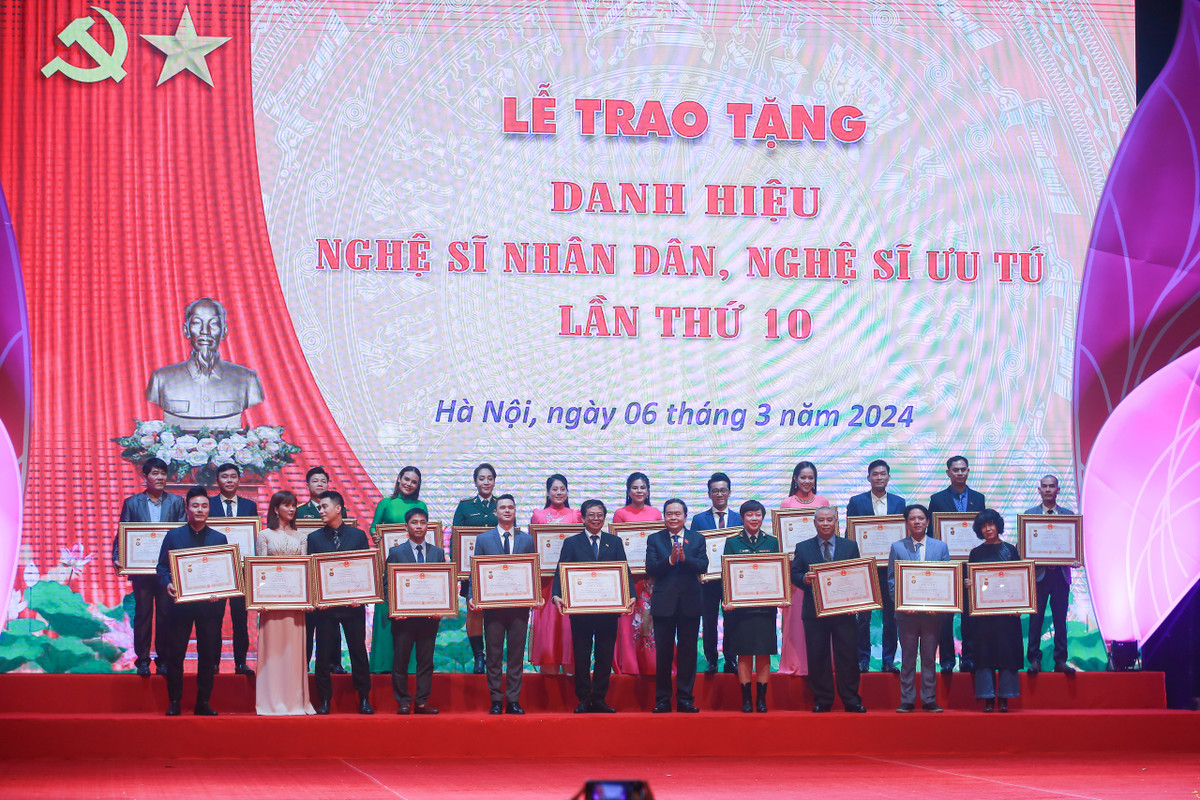 LỄ TRAO TẶNG
DANH HIỆU
NGHỆ SĨ NHÂN DÂN, NGHỆ SĨ ƯU TÚ
LẦN THỨ 10
Hà Nội, ngày 06 tháng 3 năm 2024